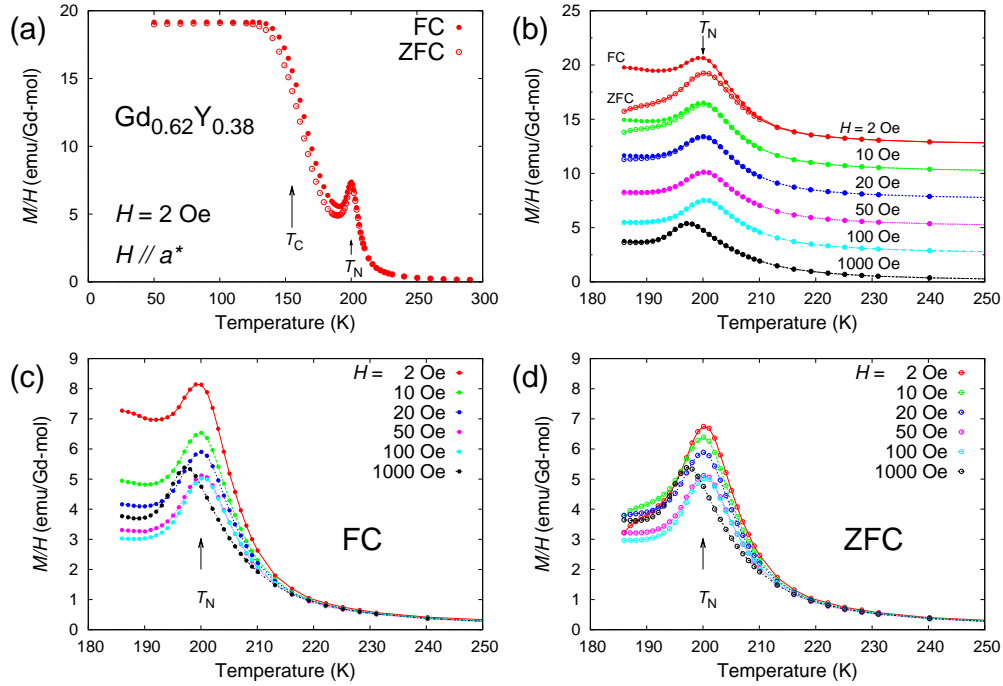 (a)
FC
ZFC
Gd0.62Y0.38
H = 2 Oe
H // a*
TC
TN
M/H (emu/Gd-mol)
20
15
10
5
0
0 50 100 150 200 250 300
Temperature (K)
(b)
TN
FC
ZFC
H = 2 Oe
10 Oe
20 Oe
50 Oe
100 Oe
1000 Oe
M/H (emu/Gd-mol)
25
20
15
10
5
0
180 190 200 210 220 230 240 250
Temperature (K)
(c)
H = 2 Oe
10 Oe
20 Oe
50 Oe
100 Oe
1000 Oe
FC
TN
M/H (emu/Gd-mol)
9
8
7
6
5
4
3
2
1
0
180 190 200 210 220 230 240 250
Temperature (K)
(d)
H = 2 Oe
10 Oe
20 Oe
50 Oe
100 Oe
1000 Oe
ZFC
TN
M/H (emu/Gd-mol)
9
8
7
6
5
4
3
2
1
0
180 190 200 210 220 230 240 250
Temperature (K)